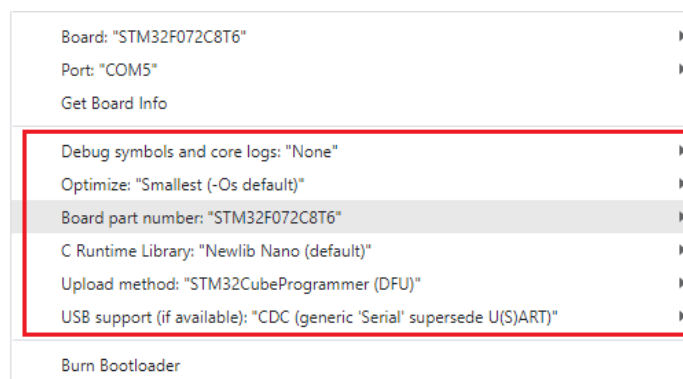 Board: "STM32F072C8T6"
Port: "COM5"
Get Board Info
Debug symbols and core logs: "None"
Optimize: "Smallest (-Os default)"
Board part number: "STM32F072C8T6"
C Runtime Library: "Newlib Nano (default)"
Upload method: "STM32CubeProgrammer (DFU)"
USB support (if available): "CDC (generic 'Serial' supersede U(S)ART)"
Burn Bootloader